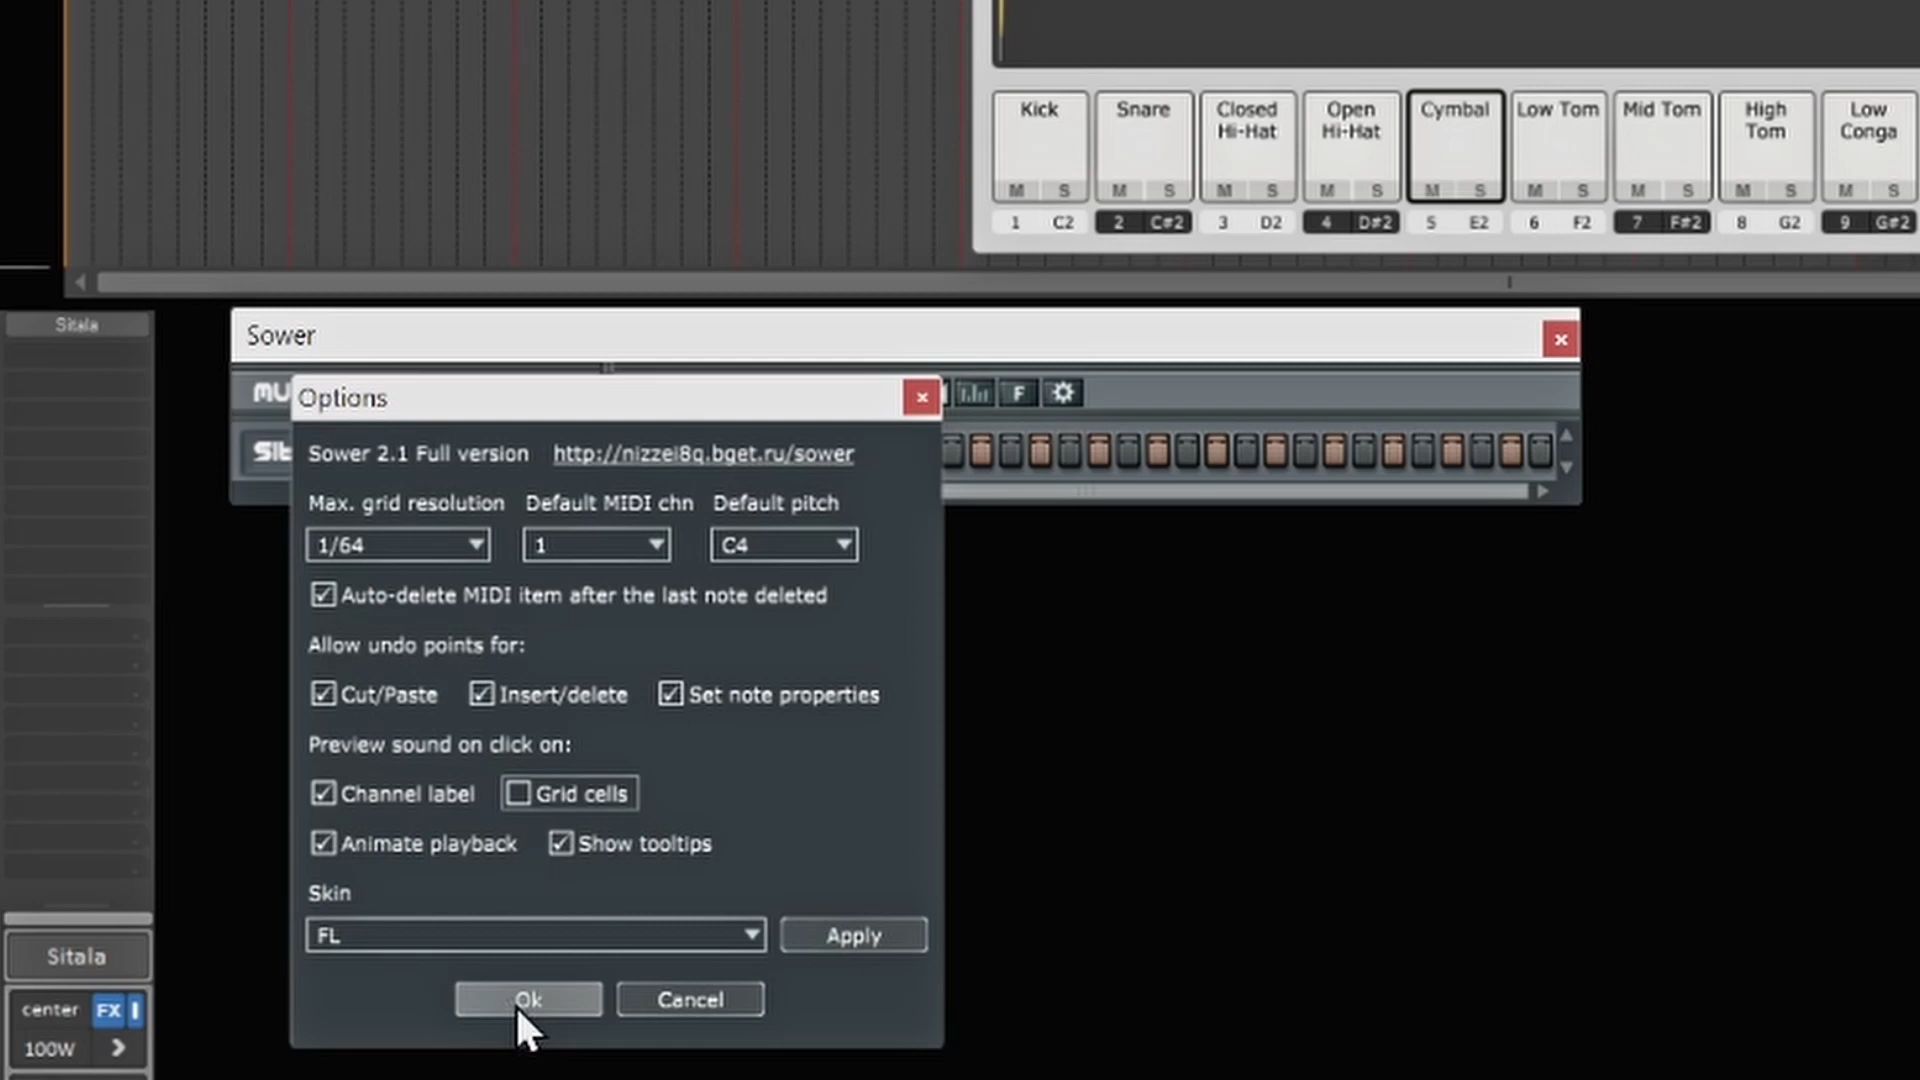 Kick Snare Closed Hi-Hat Open Hi-Hat Cymbal Low Tom Mid Tom High Tom Low Conga
M S M S M S M S M S M S M S M S M S
1 C2 2 C#2 3 D2 4 D#2 5 E2 6 F2 7 F#2 8 G2 9 G#2
Sitala
Sower
MU
F
Options
Sower 2.1 Full version http://nizzei8q.bget.ru/sower
Max. grid resolution Default MIDI chn Default pitch
1/64 1 C4
Auto-delete MIDI item after the last note deleted
Allow undo points for:
Cut/Paste Insert/delete Set note properties
Preview sound on click on:
Channel label Grid cells
Animate playback Show tooltips
Skin
FL Apply
Ok Cancel
Sitala
center FX
100W